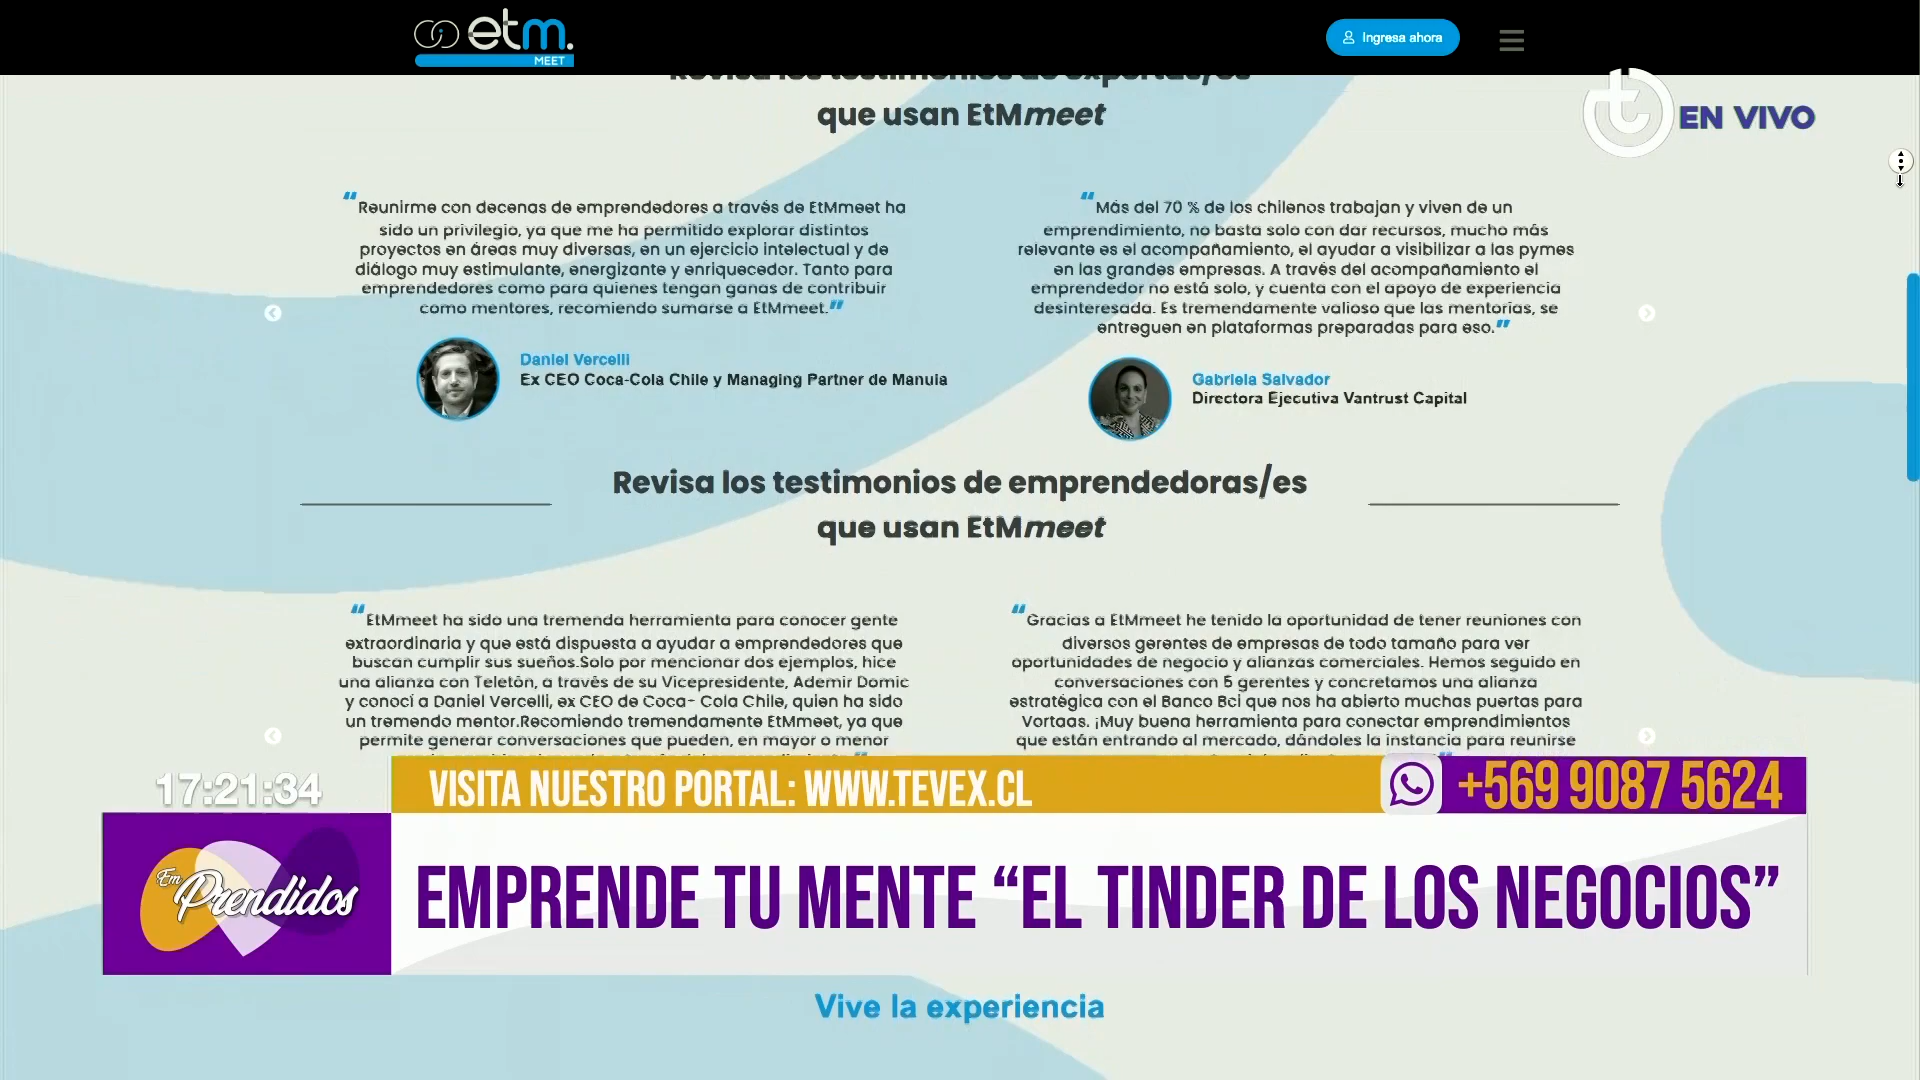 etm.
MEET
Ingresa ahora
Revisa los testimonios de expertas/es
que usan EtMmeet
EN VIVO
“Reunirme con decenas de emprendedores a través de EtMmeet ha
sido un privilegio, ya que me ha permitido explorar distintos
proyectos en áreas muy diversas, en un ejercicio intelectual y de
diálogo muy estimulante, energizante y enriquecedor. Tanto para
emprendedores como para quienes tengan ganas de contribuir
como mentores, recomiendo sumarse a EtMmeet.”
Daniel Vercelli
Ex CEO Coca-Cola Chile y Managing Partner de Manuia
“Más del 70 % de los chilenos trabajan y viven de un
emprendimiento, no basta solo con dar recursos, mucho más
relevante es el acompañamiento, el ayudar a visibilizar a las pymes
en las grandes empresas. A través del acompañamiento el
emprendedor no está solo, y cuenta con el apoyo de experiencia
desinteresada. Es tremendamente valioso que las mentorías, se
entreguen en plataformas preparadas para eso.”
Gabriela Salvador
Directora Ejecutiva Vantrust Capital
Revisa los testimonios de emprendedoras/es
que usan EtMmeet
“EtMmeet ha sido una tremenda herramienta para conocer gente
extraordinaria y que está dispuesta a ayudar a emprendedores que
buscan cumplir sus sueños.Solo por mencionar dos ejemplos, hice
una alianza con Teletón, a través de su Vicepresidente, Ademir Domic
y conocí a Daniel Vercelli, ex CEO de Coca- Cola Chile, quien ha sido
un tremendo mentor.Recomiendo tremendamente EtMmeet, ya que
permite generar conversaciones que pueden, en mayor o menor
“Gracias a EtMmeet he tenido la oportunidad de tener reuniones con
diversos gerentes de empresas de todo tamaño para ver
oportunidades de negocio y alianzas comerciales. Hemos seguido en
conversaciones con 5 gerentes y concretamos una alianza
estratégica con el Banco Bci que nos ha abierto muchas puertas para
Vortaas. ¡Muy buena herramienta para conectar emprendimientos
que están entrando al mercado, dándoles la instancia para reunirse
17:21:34
VISITA NUESTRO PORTAL: WWW.TEVEX.CL
+569 9087 5624
Em
Prendidos
EMPRENDE TU MENTE “EL TINDER DE LOS NEGOCIOS”
Vive la experiencia